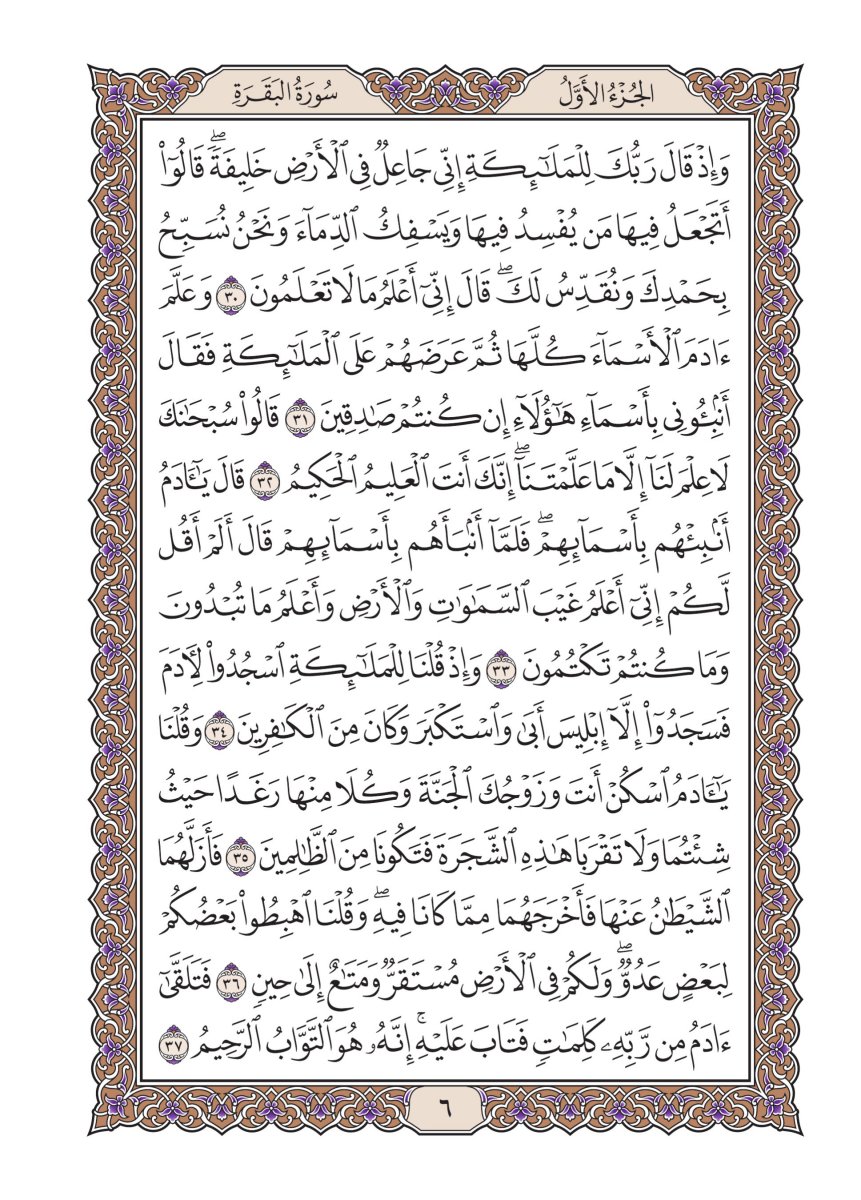 الجُزْءُ الأَوَّلُ
سُورَةُ البَقَرَةِ
وَإِذْ قَالَ رَبُّكَ لِلْمَلَٰٓئِكَةِ إِنِّي جَاعِلٌ فِي ٱلْأَرْضِ خَلِيفَةًۖ قَالُوٓاْ
أَتَجْعَلُ فِيهَا مَن يُفْسِدُ فِيهَا وَيَسْفِكُ ٱلدِّمَآءَ وَنَحْنُ نُسَبِّحُ
بِحَمْدِكَ وَنُقَدِّسُ لَكَۖ قَالَ إِنِّيٓ أَعْلَمُ مَا لَا تَعْلَمُونَ ٣٠ وَعَلَّمَ
ءَادَمَ ٱلْأَسْمَآءَ كُلَّهَا ثُمَّ عَرَضَهُمْ عَلَى ٱلْمَلَٰٓئِكَةِ فَقَالَ
أَنۢبِـُٔونِي بِأَسْمَآءِ هَٰٓؤُلَآءِ إِن كُنتُمْ صَٰدِقِينَ ٣١ قَالُواْ سُبْحَٰنَكَ
لَا عِلْمَ لَنَآ إِلَّا مَا عَلَّمْتَنَآۖ إِنَّكَ أَنتَ ٱلْعَلِيمُ ٱلْحَكِيمُ ٣٢ قَالَ يَٰٓـَٔادَمُ
أَنۢبِئْهُم بِأَسْمَآئِهِمْۖ فَلَمَّآ أَنۢبَأَهُم بِأَسْمَآئِهِمْ قَالَ أَلَمْ أَقُل
لَّكُمْ إِنِّيٓ أَعْلَمُ غَيْبَ ٱلسَّمَٰوَٰتِ وَٱلْأَرْضِ وَأَعْلَمُ مَا تُبْدُونَ
وَمَا كُنتُمْ تَكْتُمُونَ ٣٣ وَإِذْ قُلْنَا لِلْمَلَٰٓئِكَةِ ٱسْجُدُواْ لِأٓدَمَ
فَسَجَدُوٓاْ إِلَّآ إِبْلِيسَ أَبَىٰ وَٱسْتَكْبَرَ وَكَانَ مِنَ ٱلْكَٰفِرِينَ ٣٤ وَقُلْنَا
يَٰٓـَٔادَمُ ٱسْكُنْ أَنتَ وَزَوْجُكَ ٱلْجَنَّةَ وَكُلَا مِنْهَا رَغَدًا حَيْثُ
شِئْتُمَا وَلَا تَقْرَبَا هَٰذِهِ ٱلشَّجَرَةَ فَتَكُونَا مِنَ ٱلظَّٰلِمِينَ ٣٥ فَأَزَلَّهُمَا
ٱلشَّيْطَٰنُ عَنْهَا فَأَخْرَجَهُمَا مِمَّا كَانَا فِيهِۖ وَقُلْنَا ٱهْبِطُواْ بَعْضُكُمْ
لِبَعْضٍ عَدُوٌّۖ وَلَكُمْ فِي ٱلْأَرْضِ مُسْتَقَرٌّ وَمَتَٰعٌ إِلَىٰ حِينٍ ٣٦ فَتَلَقَّىٰٓ
ءَادَمُ مِن رَّبِّهِۦ كَلِمَٰتٍ فَتَابَ عَلَيْهِۚ إِنَّهُۥ هُوَ ٱلتَّوَّابُ ٱلرَّحِيمُ ٣٧
٦